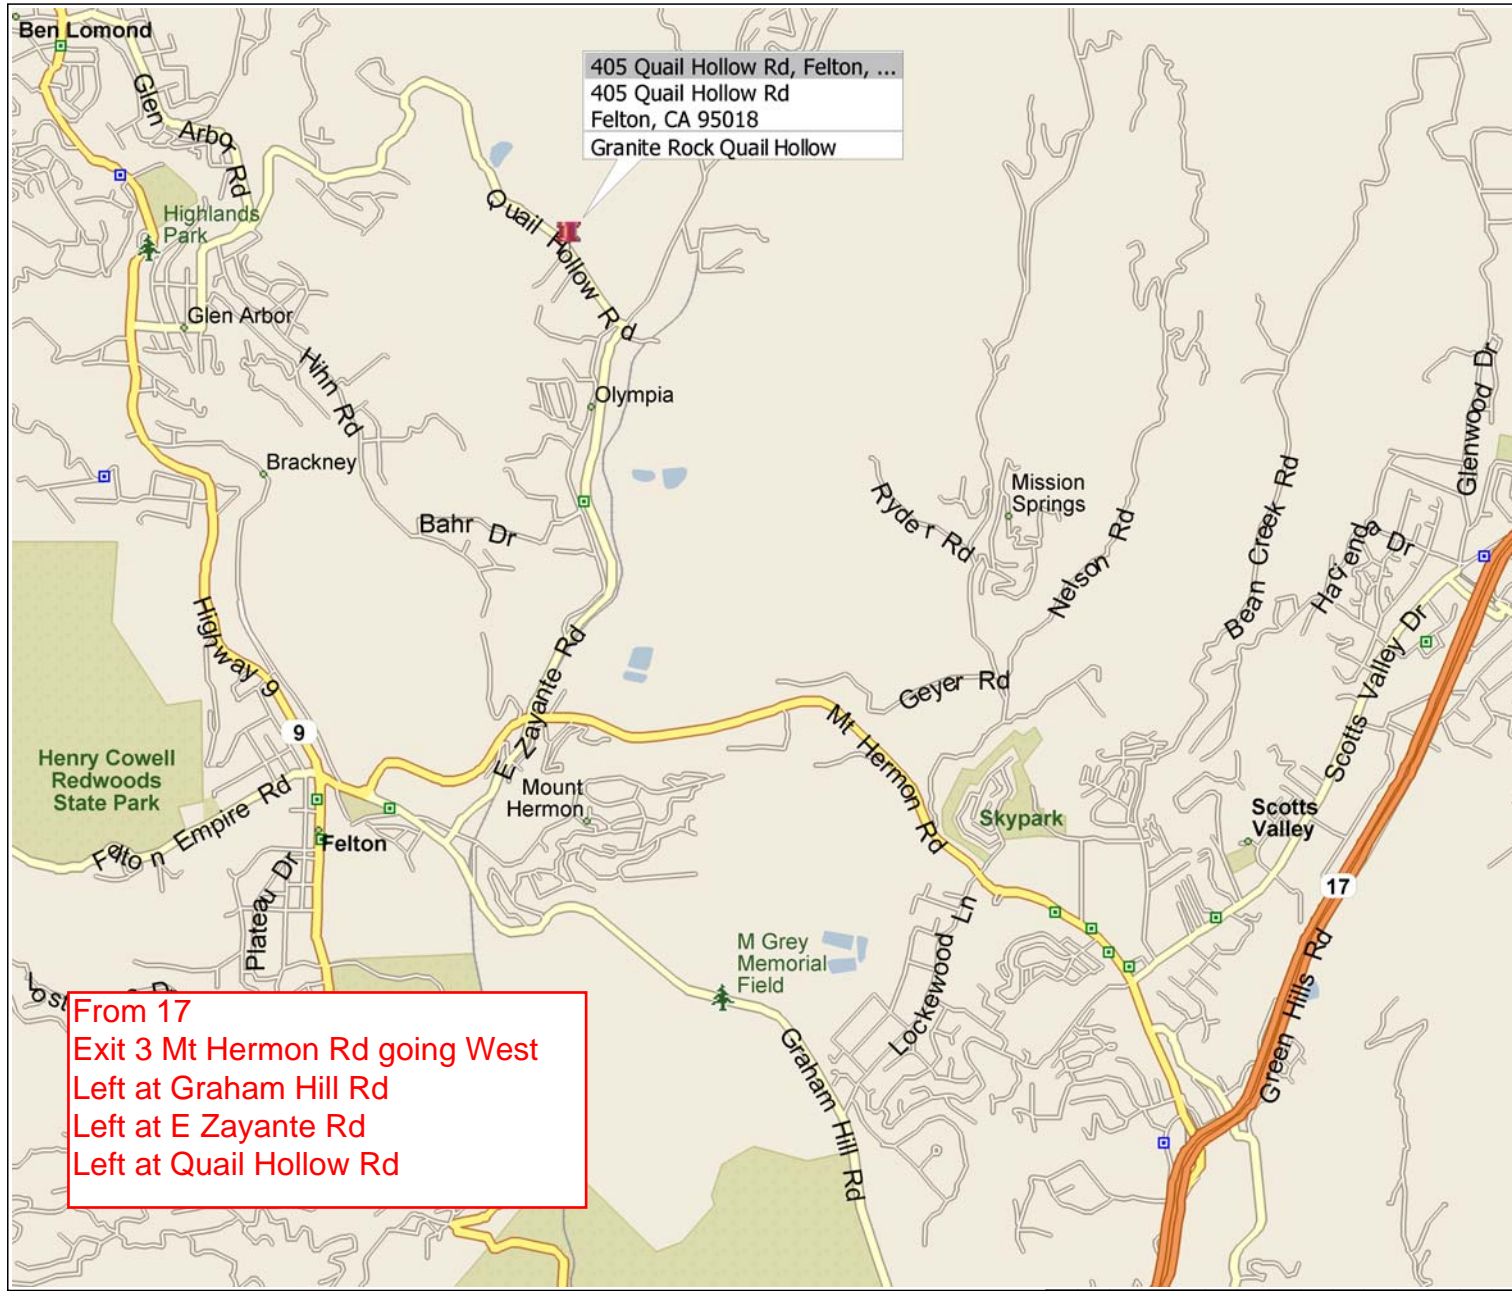 Ben Lomond
405 Quail Hollow Rd, Felton, ...
405 Quail Hollow Rd
Felton, CA 95018
Granite Rock Quail Hollow
Glen Arbor Rd
Highlands
Park
Quail Hollow Rd
Glen Arbor
Hihn Rd
Olympia
Brackney
Bahr Dr
Mission
Springs
Ryder Rd
Nelson Rd
Bean Creek Rd
Hacienda Dr
Glenwood Dr
Highway 9
E Zayante Rd
Geyer Rd
Scotts Valley Dr
9
Mt Hermon Rd
Henry Cowell
Redwoods
State Park
Mount
Hermon
Skypark
Scotts
Valley
Felton Empire Rd
Felton
Plateau Dr
17
Lockewood Ln
M Grey
Memorial
Field
Green Hills Rd
Graham Hill Rd
Lost
From 17
Exit 3 Mt Hermon Rd going West
Left at Graham Hill Rd
Left at E Zayante Rd
Left at Quail Hollow Rd